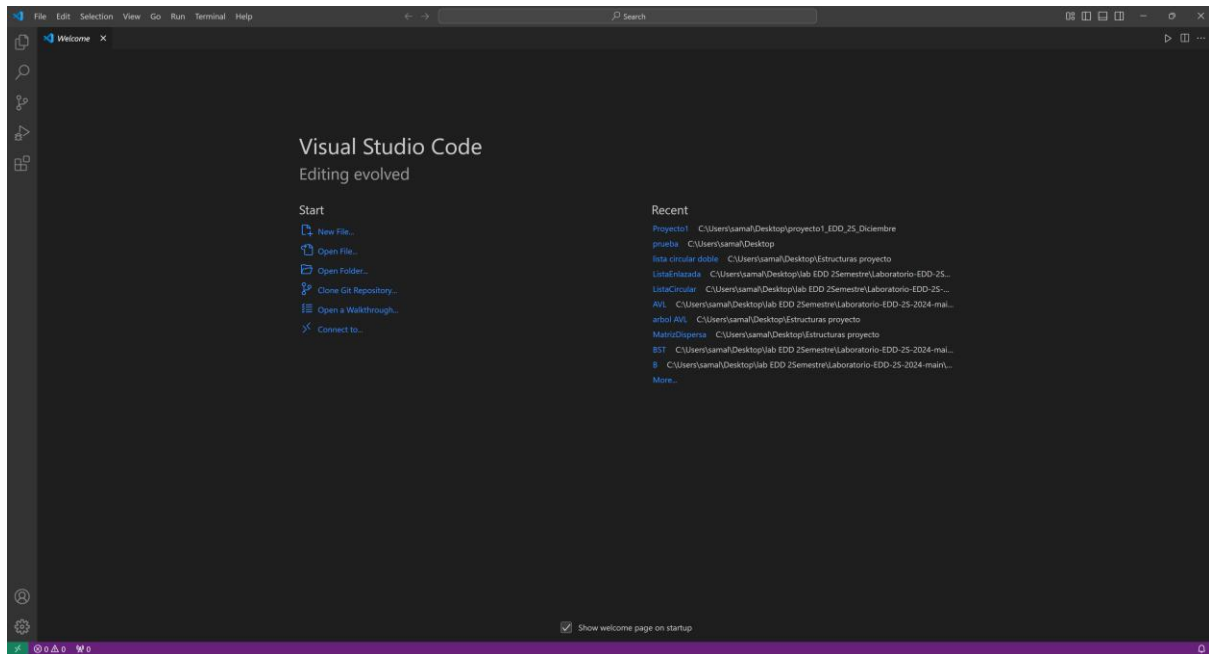 File Edit Selection View Go Run Terminal Help
Search
Welcome
Visual Studio Code
Editing evolved
Start
New File...
Open File...
Open Folder...
Clone Git Repository...
Open a Walkthrough...
Connect to...
Recent
Proyecto1 C:\Users\samal\Desktop\proyecto1_EDD_2S_Diciembre
prueba C:\Users\samal\Desktop
lista circular doble C:\Users\samal\Desktop\Estructuras proyecto
ListaEnlazada C:\Users\samal\Desktop\lab EDD 2Semestre\Laboratorio-EDD-2S...
ListaCircular C:\Users\samal\Desktop\lab EDD 2Semestre\Laboratorio-EDD-2S-...
AVL C:\Users\samal\Desktop\lab EDD 2Semestre\Laboratorio-EDD-2S-2024-mai...
arbol AVL C:\Users\samal\Desktop\Estructuras proyecto
MatrizDispersa C:\Users\samal\Desktop\Estructuras proyecto
BST C:\Users\samal\Desktop\lab EDD 2Semestre\Laboratorio-EDD-2S-2024-mai...
B C:\Users\samal\Desktop\lab EDD 2Semestre\Laboratorio-EDD-2S-2024-main\...
More...
Show welcome page on startup
0 0 0